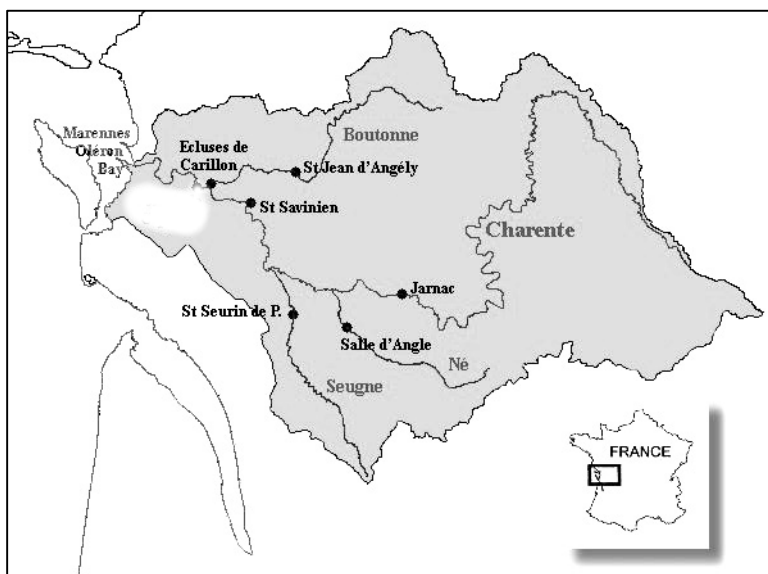 Marennes
Oléron
Bay
Ecluses de
Carillon
Boutonne
St Jean d'Angély
St Savinien
Charente
Jarnac
St Seurin de P.
Salle d'Angle
Né
Seugne
FRANCE